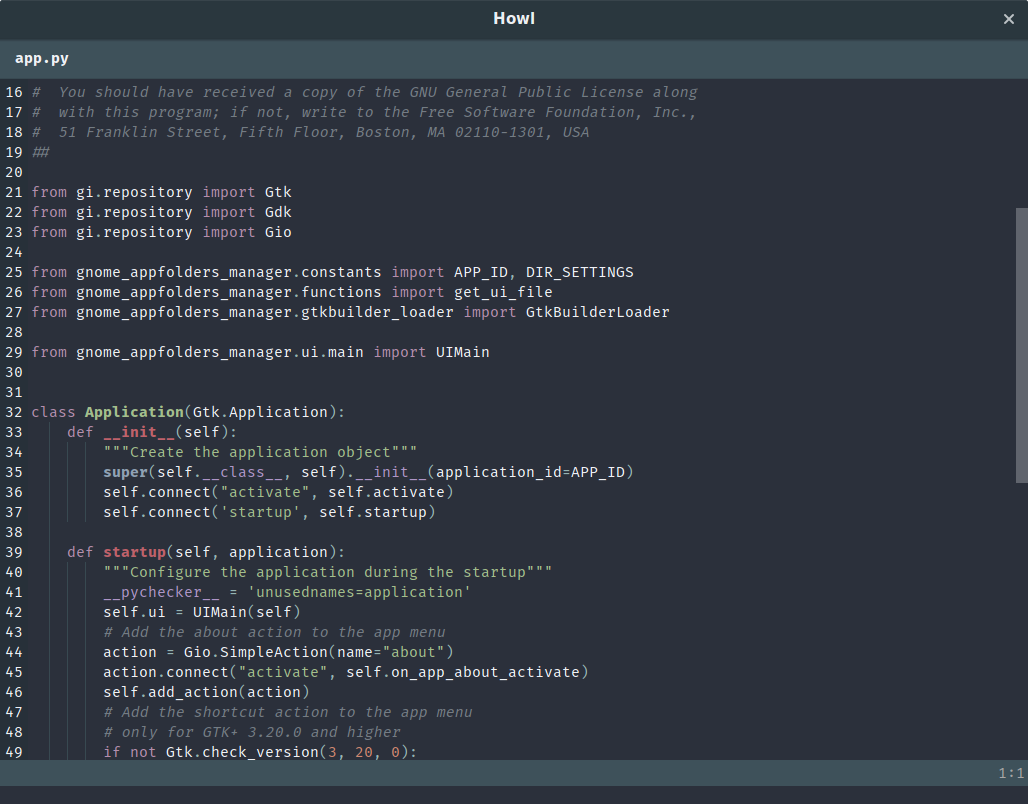 Howl ×
app.py
16 #  You should have received a copy of the GNU General Public License along
17 #  with this program; if not, write to the Free Software Foundation, Inc.,
18 #  51 Franklin Street, Fifth Floor, Boston, MA 02110-1301, USA
19 ##
20
21 from gi.repository import Gtk
22 from gi.repository import Gdk
23 from gi.repository import Gio
24
25 from gnome_appfolders_manager.constants import APP_ID, DIR_SETTINGS
26 from gnome_appfolders_manager.functions import get_ui_file
27 from gnome_appfolders_manager.gtkbuilder_loader import GtkBuilderLoader
28
29 from gnome_appfolders_manager.ui.main import UIMain
30
31
32 class Application(Gtk.Application):
33     def __init__(self):
34         """Create the application object"""
35         super(self.__class__, self).__init__(application_id=APP_ID)
36         self.connect("activate", self.activate)
37         self.connect('startup', self.startup)
38
39     def startup(self, application):
40         """Configure the application during the startup"""
41         __pychecker__ = 'unusednames=application'
42         self.ui = UIMain(self)
43         # Add the about action to the app menu
44         action = Gio.SimpleAction(name="about")
45         action.connect("activate", self.on_app_about_activate)
46         self.add_action(action)
47         # Add the shortcut action to the app menu
48         # only for GTK+ 3.20.0 and higher
49         if not Gtk.check_version(3, 20, 0):
1:1